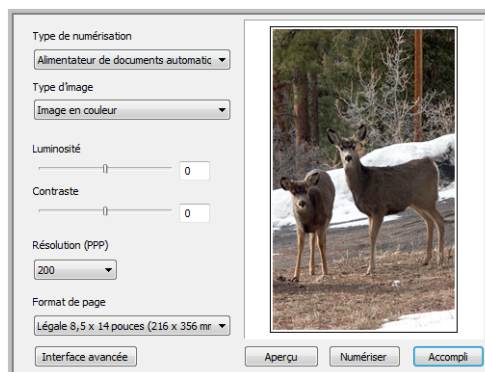 Type de numérisation
Alimentateur de documents automatic
Type d'image
Image en couleur
Luminosité
0
Contraste
0
Résolution (PPP)
200
Format de page
Légale 8,5 x 14 pouces (216 x 356 mr
Interface avancée
Aperçu
Numériser
Accompli